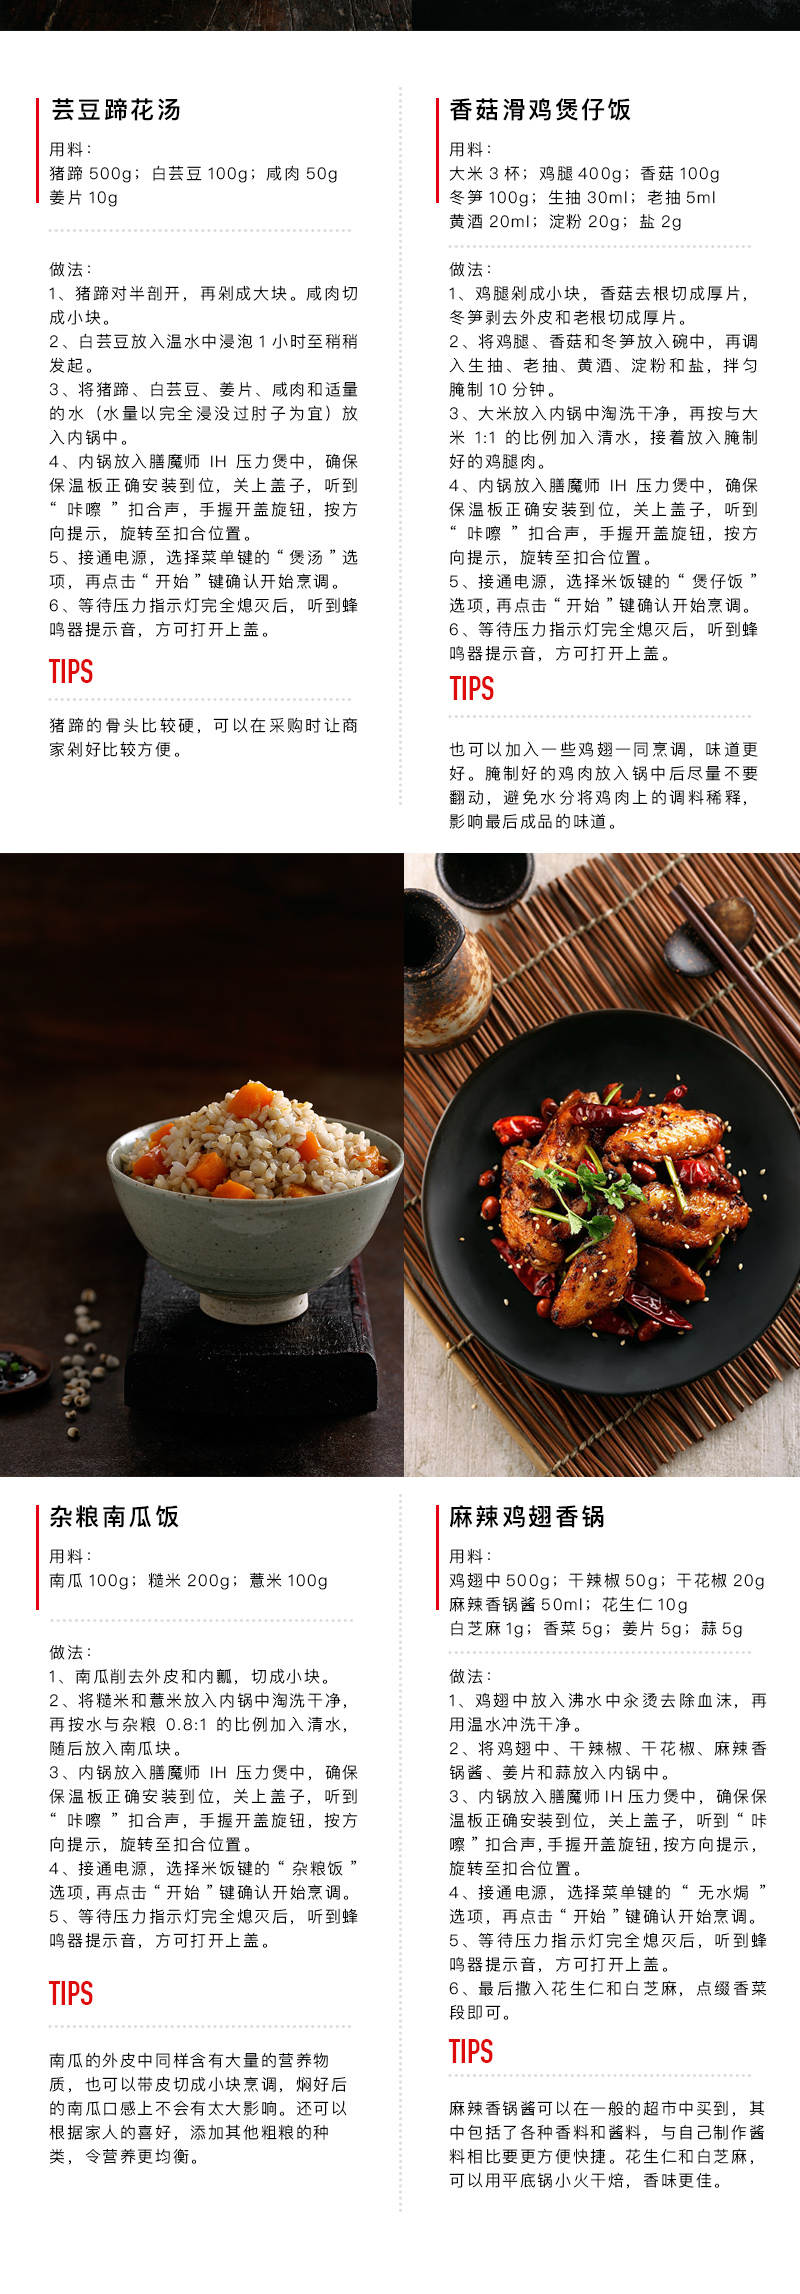 芸豆蹄花汤
用料：
猪蹄 500g；白芸豆 100g；咸肉 50g
姜片 10g
做法：
1、猪蹄对半剖开，再剁成大块。咸肉切
成小块。
2、白芸豆放入温水中浸泡 1 小时至稍稍
发起。
3、将猪蹄、白芸豆、姜片、咸肉和适量
的水（水量以完全浸没过肘子为宜）放
入内锅中。
4、内锅放入膳魔师 IH 压力煲中，确保
保温板正确安装到位，关上盖子，听到
“ 咔嚓 ” 扣合声，手握开盖旋钮，按方
向提示，旋转至扣合位置。
5、接通电源，选择菜单键的 “ 煲汤 ” 选
项，再点击 “ 开始 ” 键确认开始烹调。
6、等待压力指示灯完全熄灭后，听到蜂
鸣器提示音，方可打开上盖。
TIPS
猪蹄的骨头比较硬，可以在采购时让商
家剁好比较方便。
香菇滑鸡煲仔饭
用料：
大米 3 杯；鸡腿 400g；香菇 100g
冬笋 100g；生抽 30ml；老抽 5ml
黄酒 20ml；淀粉 20g；盐 2g
做法：
1、鸡腿剁成小块，香菇去根切成厚片，
冬笋剥去外皮和老根切成厚片。
2、将鸡腿、香菇和冬笋放入碗中，再调
入生抽、老抽、黄酒、淀粉和盐，拌匀
腌制 10 分钟。
3、大米放入内锅中淘洗干净，再按与大
米 1:1 的比例加入清水，接着放入腌制
好的鸡腿肉。
4、内锅放入膳魔师 IH 压力煲中，确保
保温板正确安装到位，关上盖子，听到
“ 咔嚓 ” 扣合声，手握开盖旋钮，按方
向提示，旋转至扣合位置。
5、接通电源，选择米饭键的 “ 煲仔饭 ”
选项，再点击 “ 开始 ” 键确认开始烹调。
6、等待压力指示灯完全熄灭后，听到蜂
鸣器提示音，方可打开上盖。
TIPS
也可以加入一些鸡翅一同烹调，味道更
好。腌制好的鸡肉放入锅中后尽量不要
翻动，避免水分将鸡肉上的调料稀释，
影响最后成品的味道。
杂粮南瓜饭
用料：
南瓜 100g；糙米 200g；薏米 100g
做法：
1、南瓜削去外皮和内瓤，切成小块。
2、将糙米和薏米放入内锅中淘洗干净，
再按水与杂粮 0.8:1 的比例加入清水，
随后放入南瓜块。
3、内锅放入膳魔师 IH 压力煲中，确保
保温板正确安装到位，关上盖子，听到
“ 咔嚓 ” 扣合声，手握开盖旋钮，按方
向提示，旋转至扣合位置。
4、接通电源，选择米饭键的 “ 杂粮饭 ”
选项，再点击 “ 开始 ” 键确认开始烹调。
5、等待压力指示灯完全熄灭后，听到蜂
鸣器提示音，方可打开上盖。
TIPS
南瓜的外皮中同样含有大量的营养物
质，也可以带皮切成小块烹调，焖好后
的南瓜口感上不会有太大影响。还可以
根据家人的喜好，添加其他粗粮的种
类，令营养更均衡。
麻辣鸡翅香锅
用料：
鸡翅中 500g；干辣椒 50g；干花椒 20g
麻辣香锅酱 50ml；花生仁 10g
白芝麻 1g；香菜 5g；姜片 5g；蒜 5g
做法：
1、鸡翅中放入沸水中汆烫去除血沫，再
用温水冲洗干净。
2、将鸡翅中、干辣椒、干花椒、麻辣香
锅酱、姜片和蒜放入内锅中。
3、内锅放入膳魔师 IH 压力煲中，确保保
温板正确安装到位，关上盖子，听到 “ 咔
嚓 ” 扣合声，手握开盖旋钮，按方向提示，
旋转至扣合位置。
4、接通电源，选择菜单键的 “ 无水焗 ”
选项，再点击 “ 开始 ” 键确认开始烹调。
5、等待压力指示灯完全熄灭后，听到蜂
鸣器提示音，方可打开上盖。
6、最后撒入花生仁和白芝麻，点缀香菜
段即可。
TIPS
麻辣香锅酱可以在一般的超市中买到，其
中包括了各种香料和酱料，与自己制作酱
料相比要更方便快捷。花生仁和白芝麻，
可以用平底锅小火干焙，香味更佳。